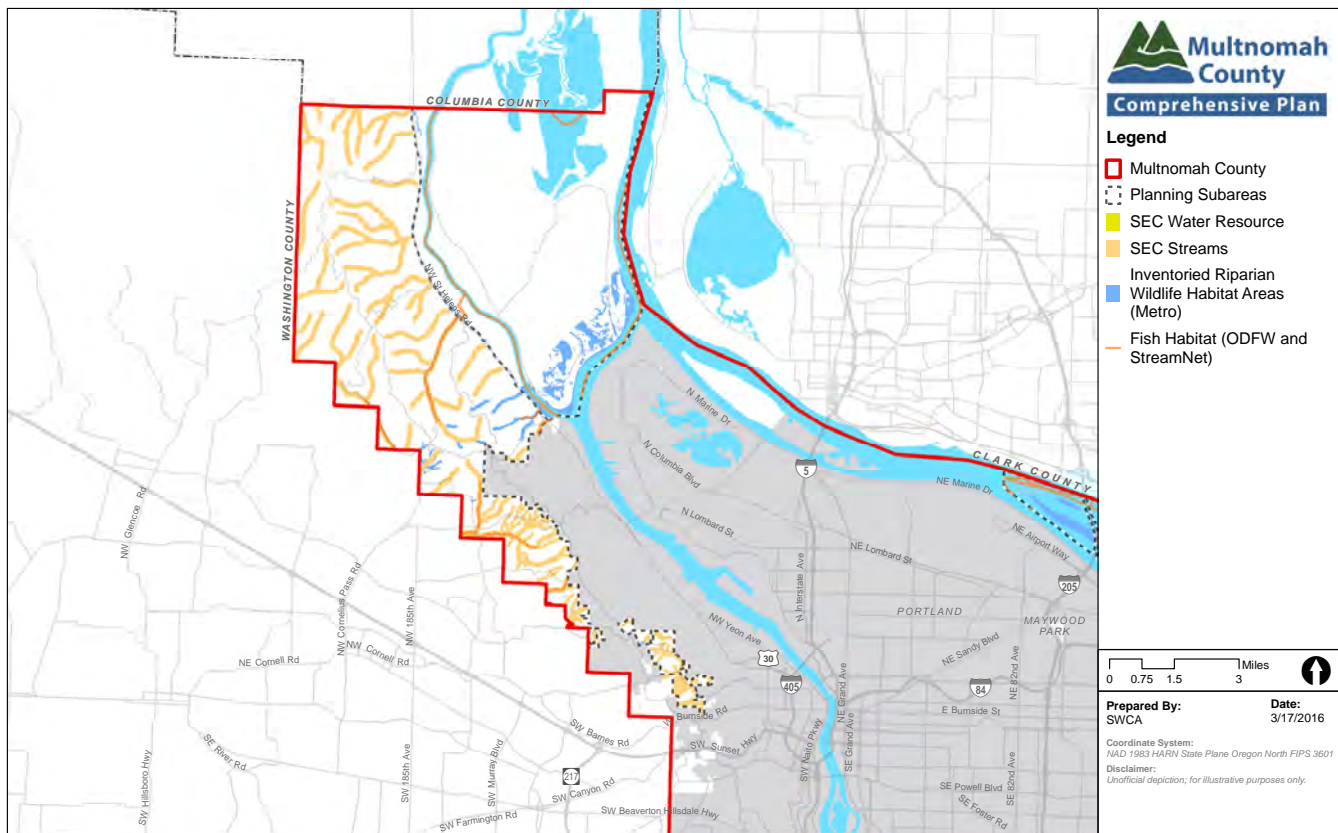 COLUMBIA COUNTY
WASHINGTON COUNTY
NW St Helens Rd
N Marine Dr
CLARK COUNTY
N Columbia Blvd
5
NE Marine Dr
NW Glencoe Rd
N Lombard St
NE Airport Way
NE Lombard St
205
N Interstate Ave
NW Cornelius Pass Rd
NW 185th Ave
PORTLAND
MAYWOOD
PARK
NW Yeon Ave
NE Sandy Blvd
NW Cornell Rd
NE Cornell Rd
30
405
84
NE Grand Ave
NE 82nd Ave
W Burnside Rd
E Burnside St
SW Barnes Rd
SW Sunset Hwy
SW Naito Pkwy
SE Grand Ave
SE River Rd
SW Hillsboro Hwy
SW 185th Ave
SW Murray Blvd
217
SW Canyon Rd
SE Powell Blvd
SE 82nd Ave
SE Foster Rd
SW Farmington Rd
SW Beaverton Hillsdale Hwy
Multnomah
County
Comprehensive Plan
Legend
Multnomah County
Planning Subareas
SEC Water Resource
SEC Streams
Inventoried Riparian
Wildlife Habitat Areas
(Metro)
Fish Habitat (ODFW and
StreamNet)
Miles
0 0.75 1.5 3
Prepared By:
SWCA
Date:
3/17/2016
Coordinate System:
NAD 1983 HARN State Plane Oregon North FIPS 3601
Disclaimer:
Unofficial depiction; for illustrative purposes only.